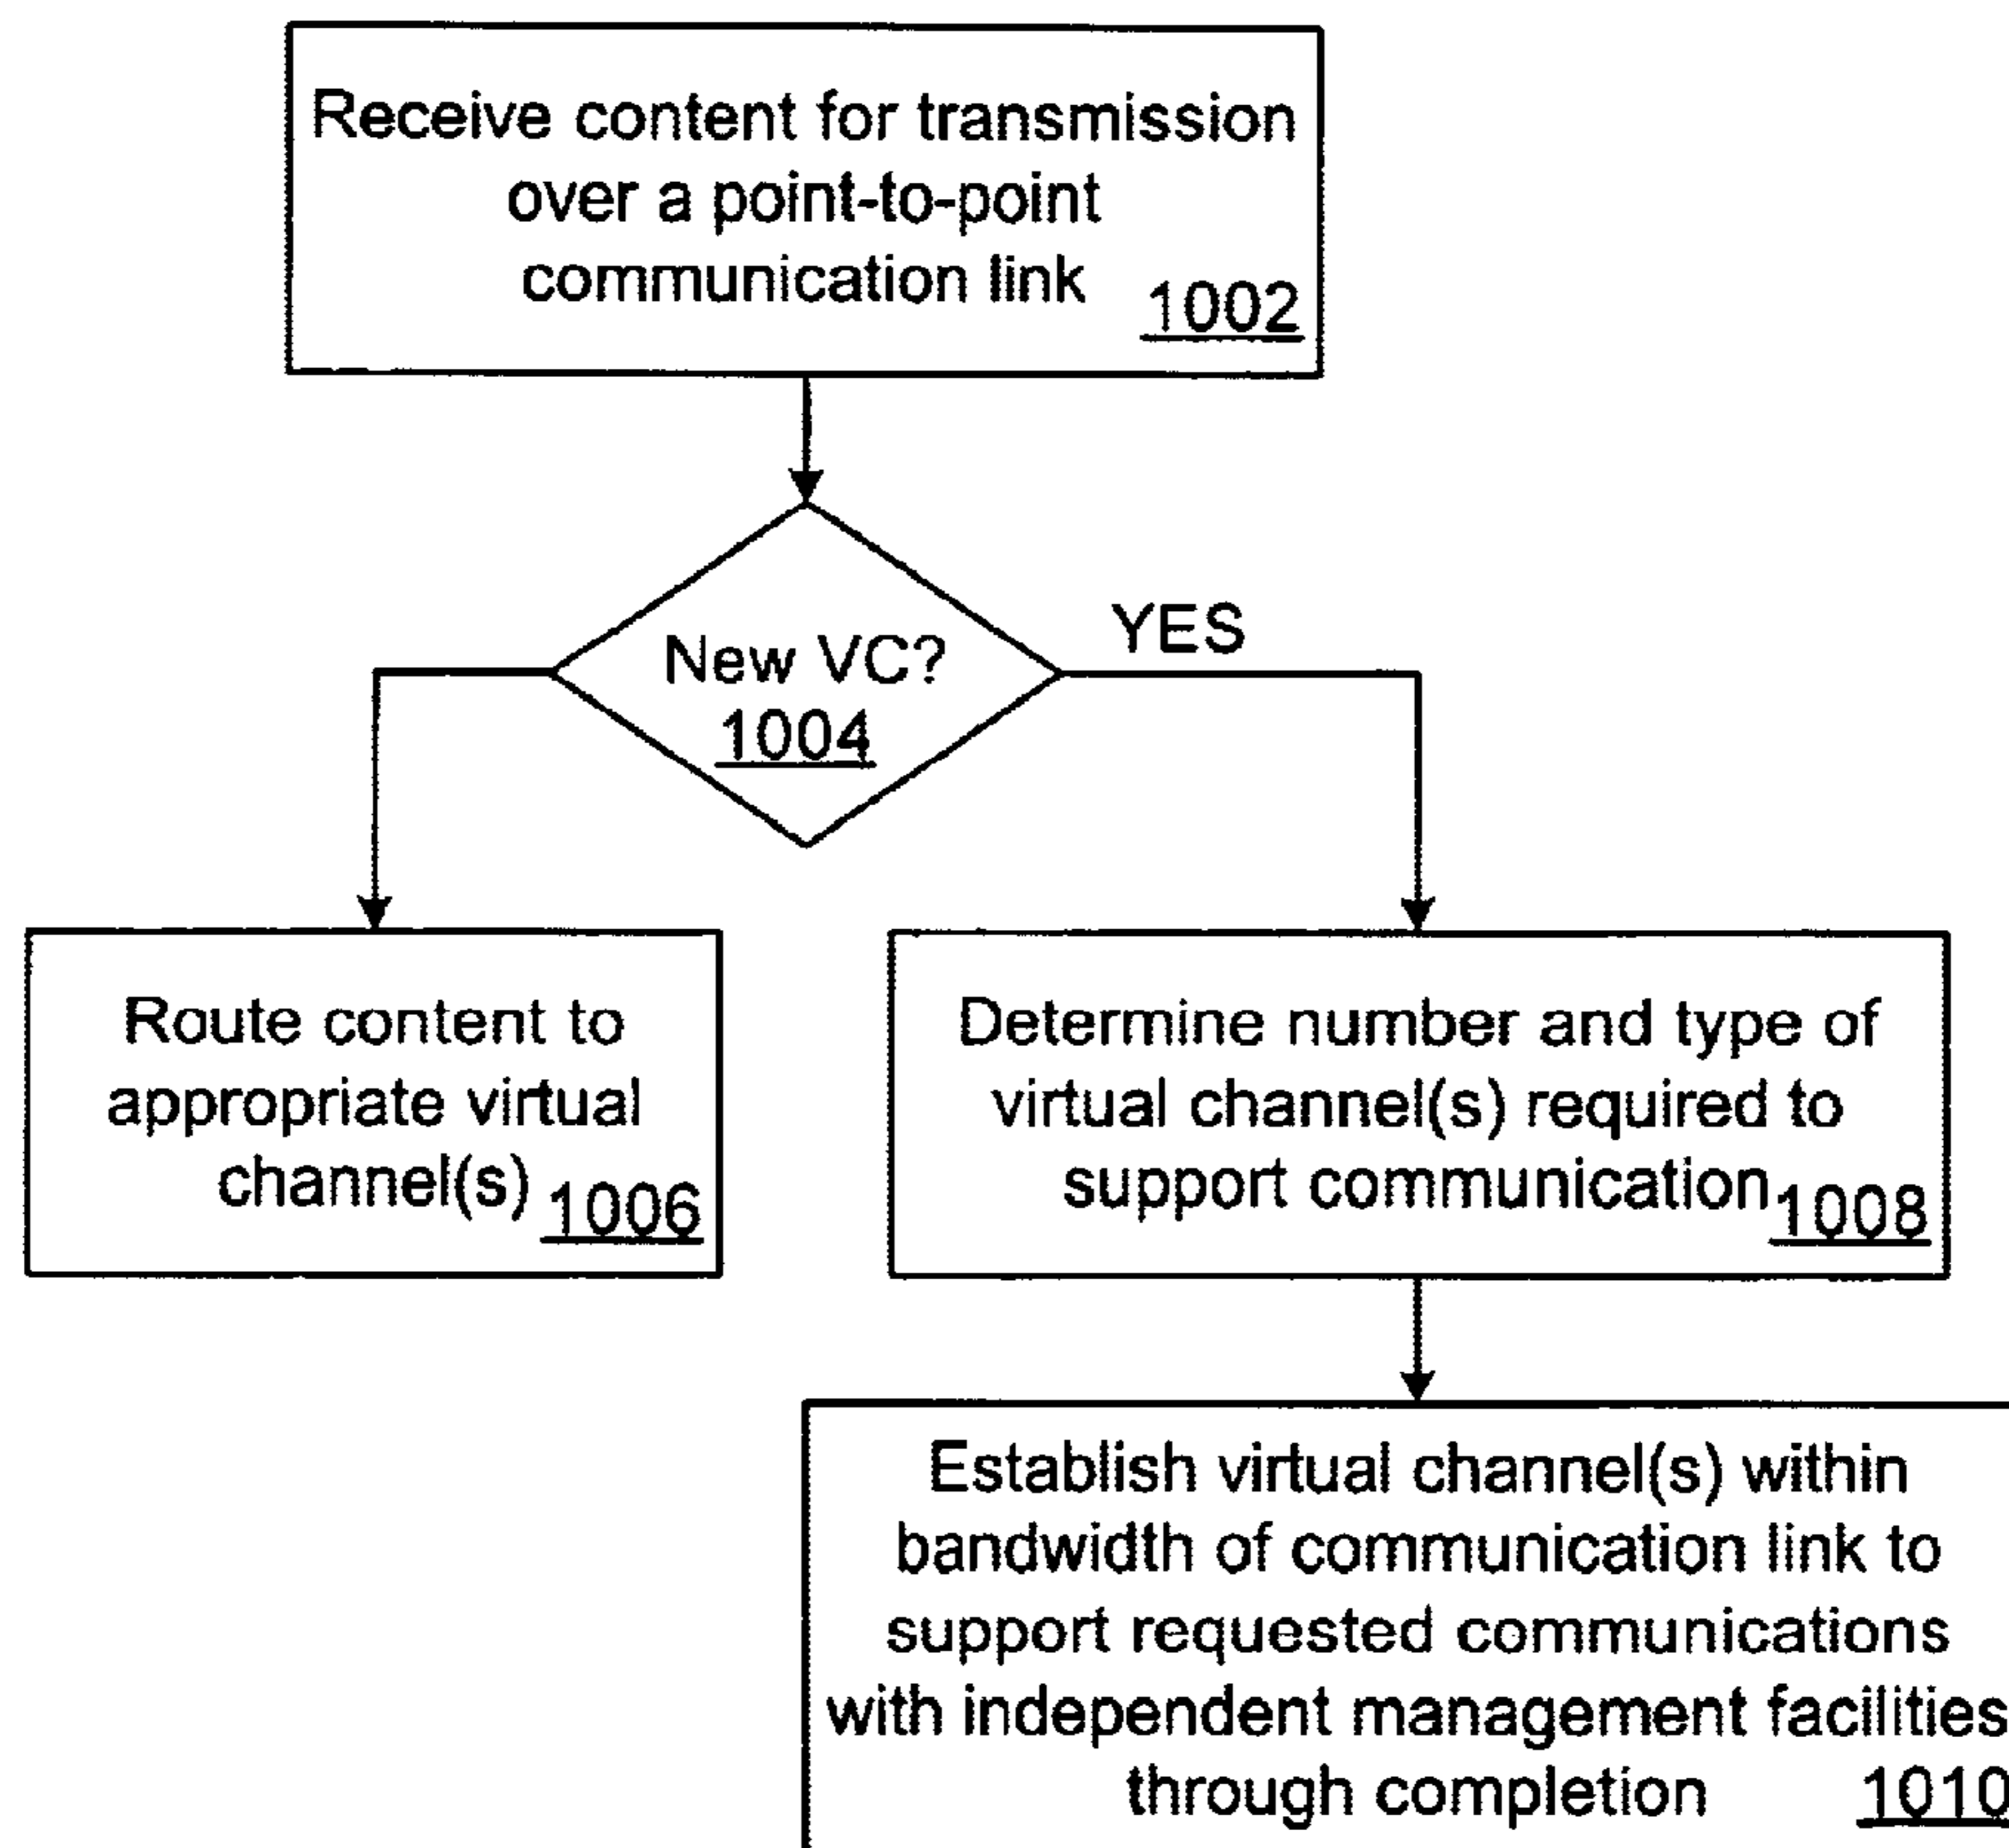 Receive content for transmission
over a point-to-point
communication link
1002
New VC?
1004
YES
Route content to
appropriate virtual
channel(s)
1006
Determine number and type of
virtual channel(s) required to
support communication
1008
Establish virtual channel(s) within
bandwidth of communication link to
support requested communications
with independent management facilities
through completion
1010